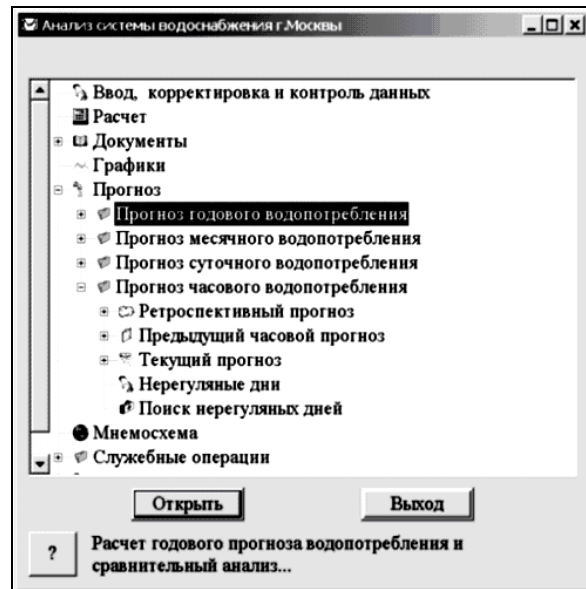 Анализ системы водоснабжения г.Москвы
Ввод, корректировка и контроль данных
Расчет
Документы
Графики
Прогноз
Прогноз годового водопотребления
Прогноз месячного водопотребления
Прогноз суточного водопотребления
Прогноз часового водопотребления
Ретроспективный прогноз
Предыдущий часовой прогноз
Текущий прогноз
Нерегуляные дни
Поиск нерегуляных дней
Мнемосхема
Служебные операции
Открыть Выход
? Расчет годового прогноза водопотребления и
сравнительный анализ...